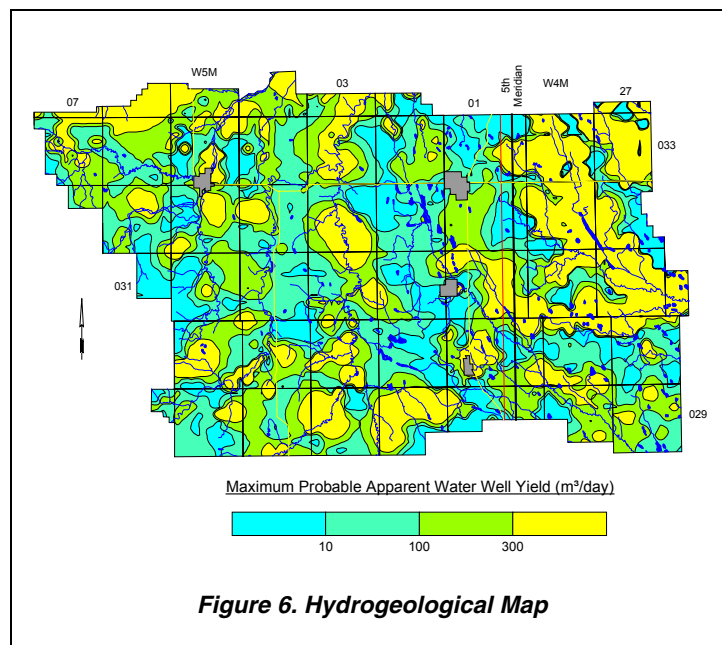 W5M
5th
Meridian
W4M
07
03
01
27
033
031
029
Maximum Probable Apparent Water Well Yield (m³/day)
10
100
300
Figure 6. Hydrogeological Map